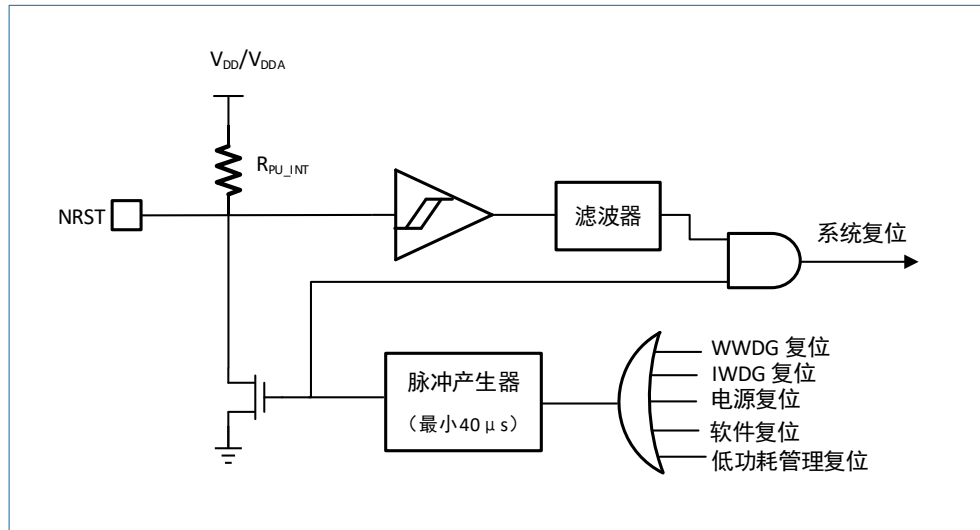 VDD/VDDA
RPU_INT
NRST
滤波器
系统复位
脉冲产生器
（最小40μs）
WWDG 复位
IWDG 复位
电源复位
软件复位
低功耗管理复位